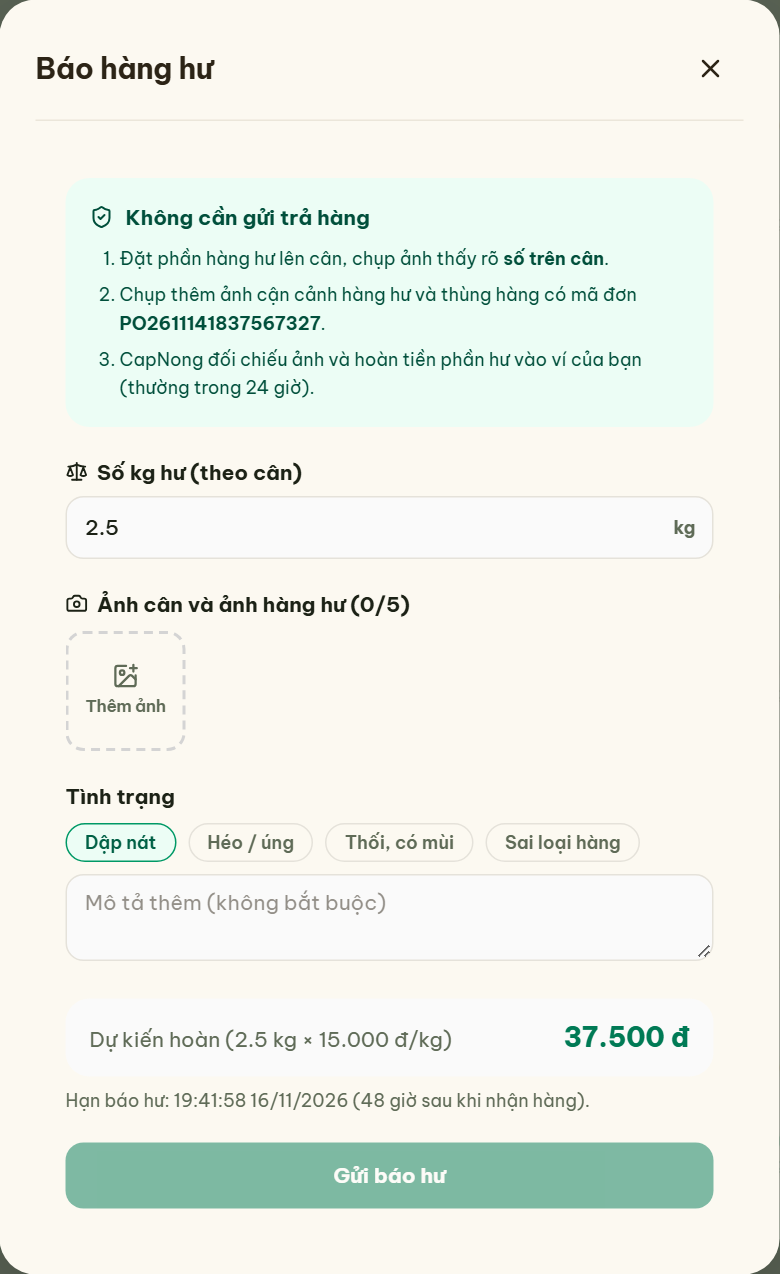 Báo hàng hư
Không cần gửi trả hàng
1. Đặt phần hàng hư lên cân, chụp ảnh thấy rõ số trên cân.
2. Chụp thêm ảnh cận cảnh hàng hư và thùng hàng có mã đơn
PO2611141837567327.
3. CapNong đối chiếu ảnh và hoàn tiền phần hư vào ví của bạn
(thường trong 24 giờ).
Số kg hư (theo cân)
2.5 kg
Ảnh cân và ảnh hàng hư (0/5)
Thêm ảnh
Tình trạng
Dập nát Héo / úng Thối, có mùi Sai loại hàng
Mô tả thêm (không bắt buộc)
Dự kiến hoàn (2.5 kg × 15.000 đ/kg) 37.500 đ
Hạn báo hư: 19:41:58 16/11/2026 (48 giờ sau khi nhận hàng).
Gửi báo hư